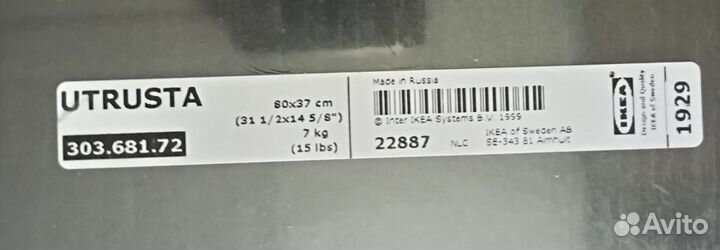 UTRUSTA
303.681.72
80x37 cm
(31 1/2x14 5/8")
7 kg
(15 lbs)
Made in Russia
© Inter IKEA Systems B.V. 1999
22887
NLC
IKEA of Sweden AB
SE-343 81 Älmhult
IKEA
Design and Quality
IKEA of Sweden
1929
Avito